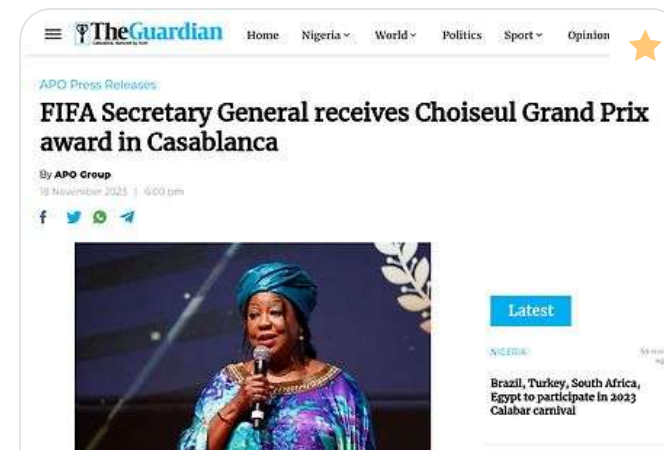 TheGuardian
Home Nigeria World Politics Sport Opinion
APO Press Releases
FIFA Secretary General receives Choiseul Grand Prix
award in Casablanca
By APO Group
18 November 2023 | 6:00 pm
Latest
NIGERIA
Brazil, Turkey, South Africa,
Egypt to participate in 2023
Calabar carnival